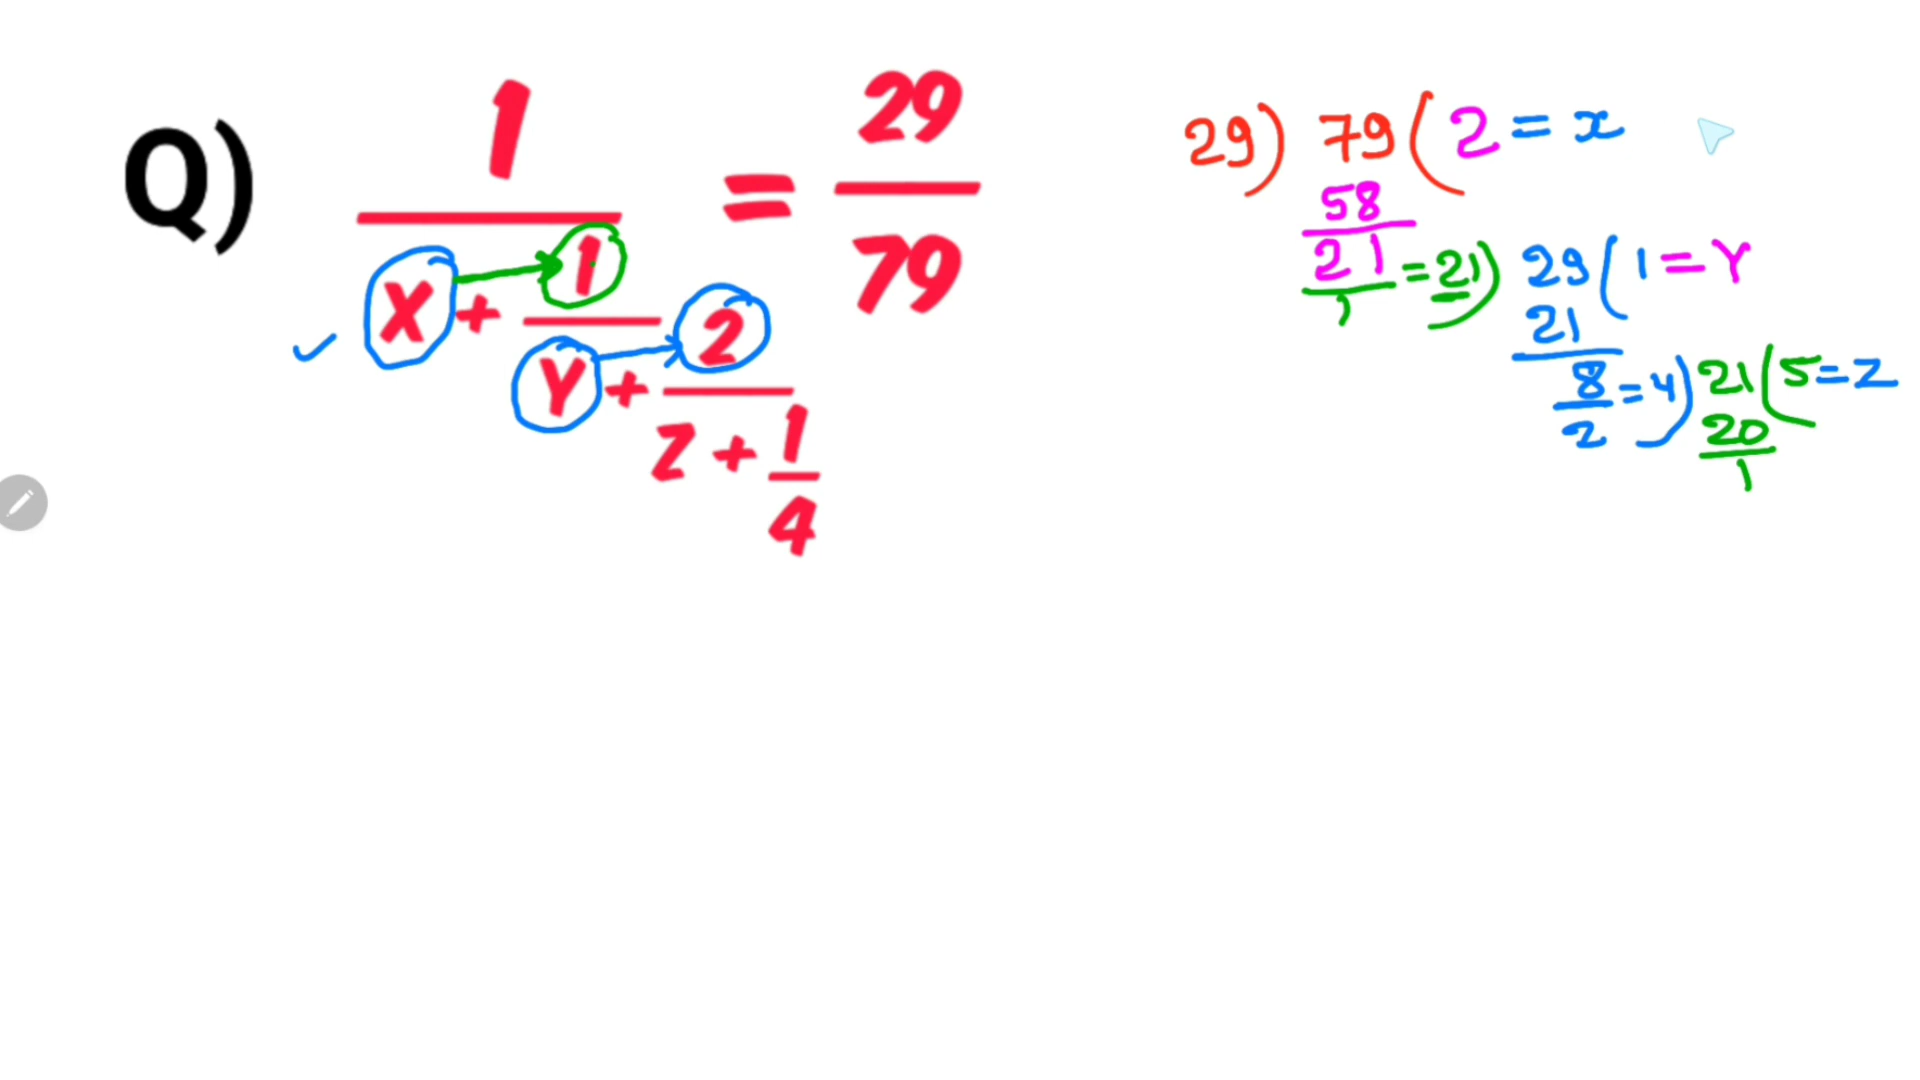 Q) 1 / X + 1 / Y + 2 / Z + 1 / 4 = 29 / 79
29) 79 ( 2 = x
58
21 = 21) 29 ( 1 = Y
1
21
8 = 4) 21 ( 5 = Z
2
20
1